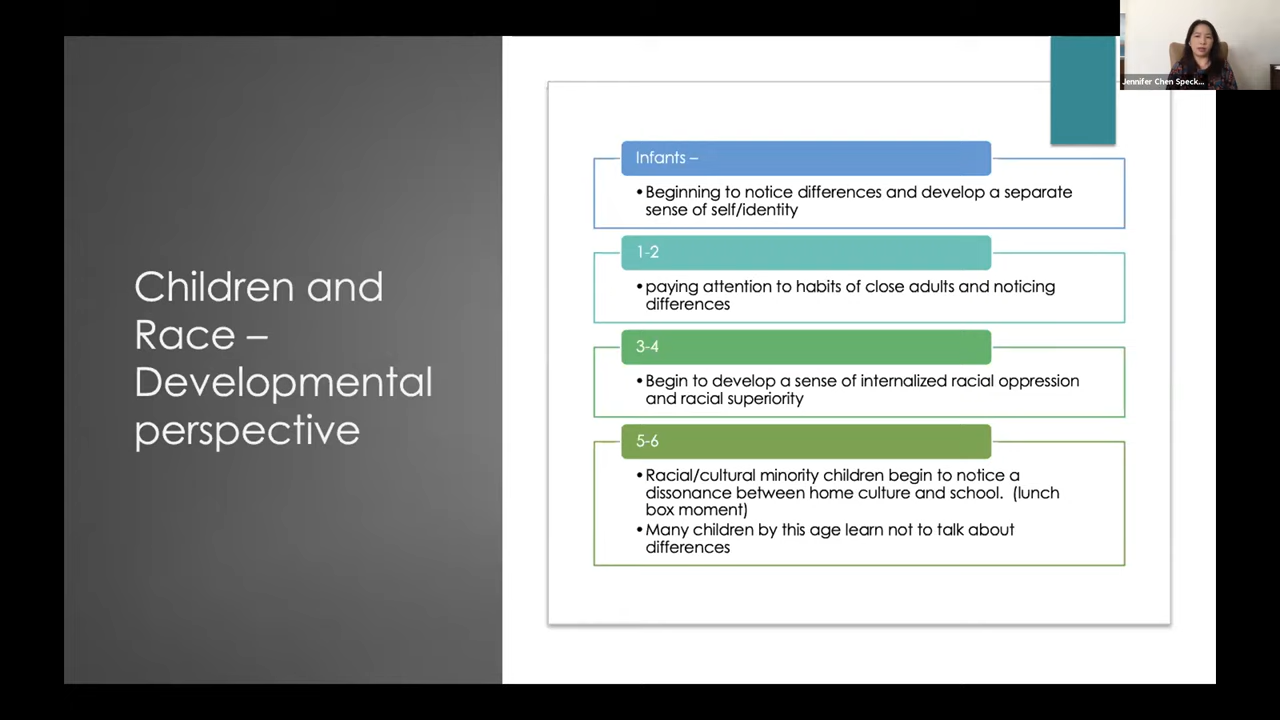 Jennifer Chen Speck...
Children and
Race –
Developmental
perspective
Infants –
•Beginning to notice differences and develop a separate
sense of self/identity
1-2
•paying attention to habits of close adults and noticing
differences
3-4
•Begin to develop a sense of internalized racial oppression
and racial superiority
5-6
•Racial/cultural minority children begin to notice a
dissonance between home culture and school.  (lunch
box moment)
•Many children by this age learn not to talk about
differences